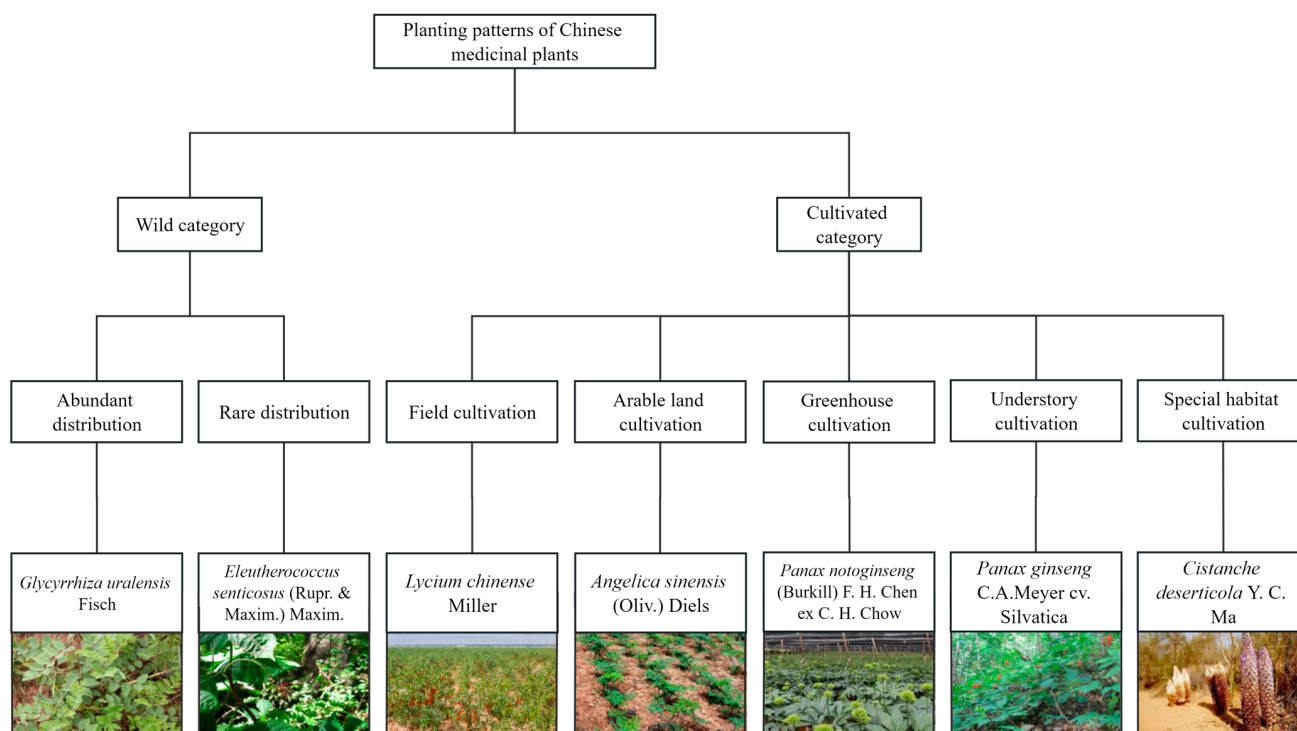 Planting patterns of Chinese
medicinal plants
Wild category
Cultivated
category
Abundant
distribution
Rare distribution
Field cultivation
Arable land
cultivation
Greenhouse
cultivation
Understory
cultivation
Special habitat
cultivation
Glycyrrhiza uralensis
Fisch
Eleutherococcus
senticosus (Rupr. &
Maxim.) Maxim.
Lycium chinense
Miller
Angelica sinensis
(Oliv.) Diels
Panax notoginseng
(Burkill) F. H. Chen
ex C. H. Chow
Panax ginseng
C.A.Meyer cv.
Silvatica
Cistanche
deserticola Y. C.
Ma